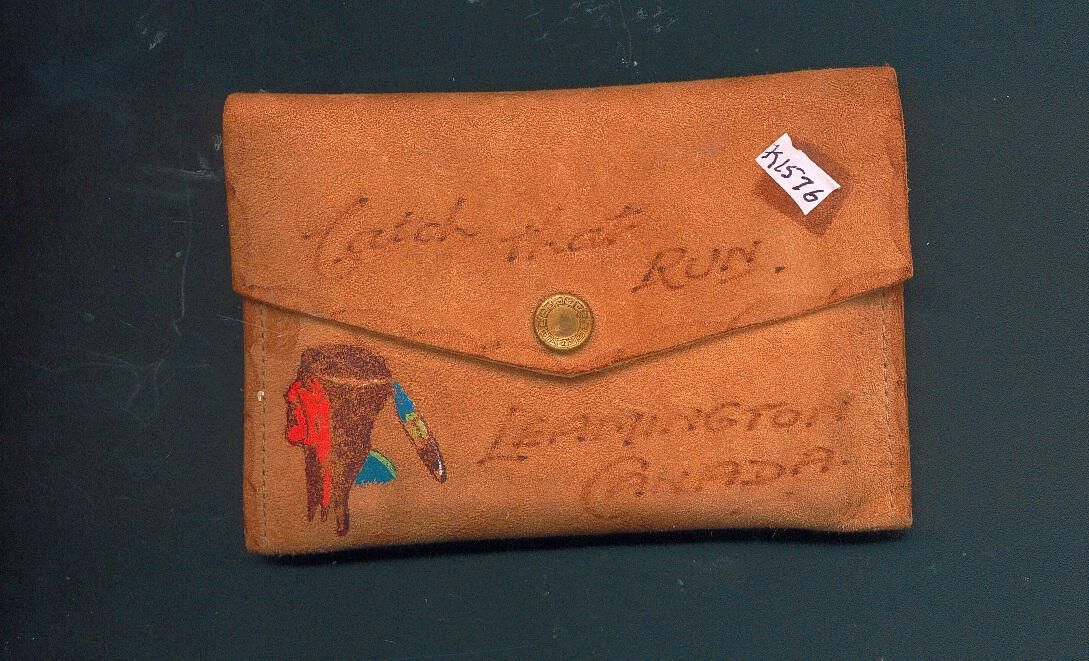 K1576
Catch that RUN.
LEAMINGTON
CANADA.